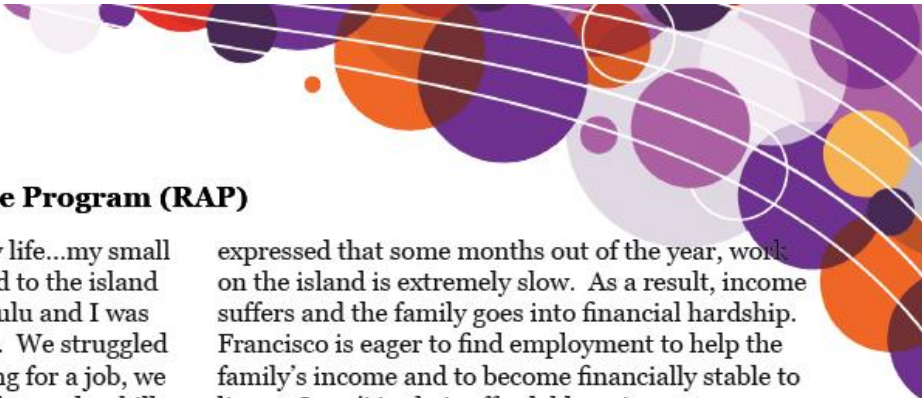 e Program (RAP)
life...my small
d to the island
ulu and I was
. We struggled
ng for a job, we
expressed that some months out of the year, work
on the island is extremely slow. As a result, income
suffers and the family goes into financial hardship.
Francisco is eager to find employment to help the
family's income and to become financially stable to